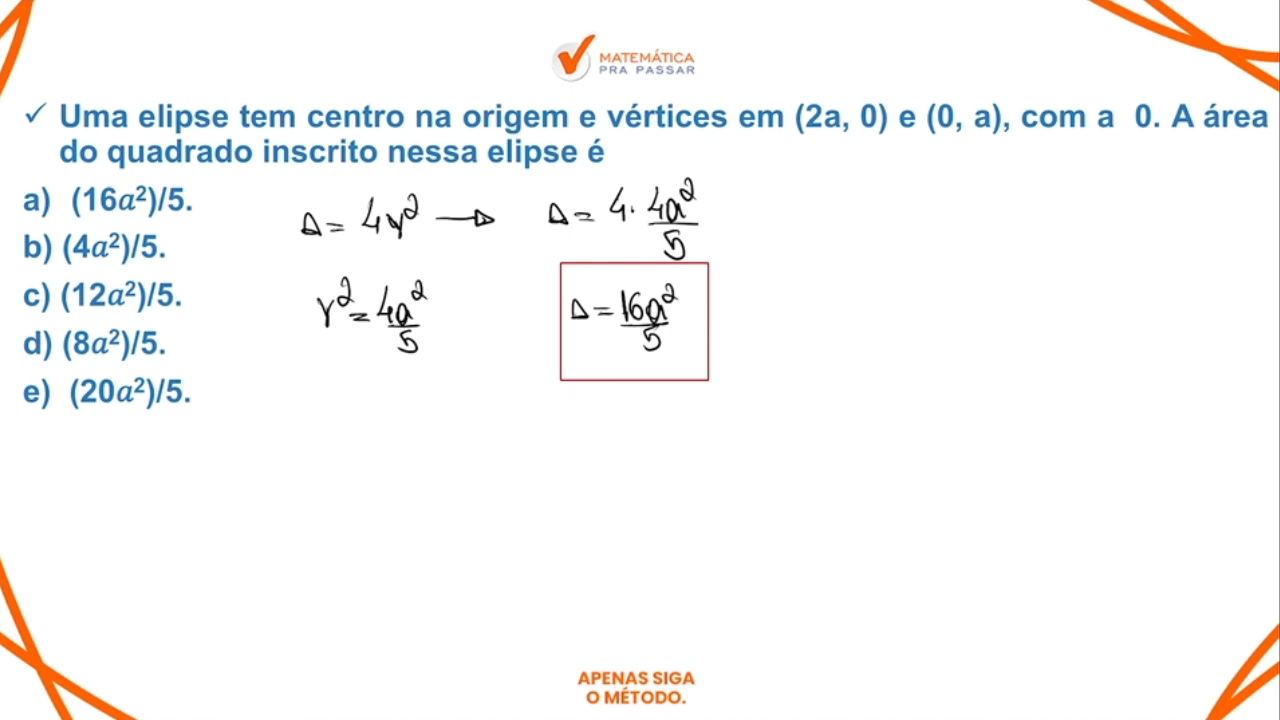 MATEMÁTICA
PRA PASSAR
✓ Uma elipse tem centro na origem e vértices em (2a, 0) e (0, a), com a 0. A área
do quadrado inscrito nessa elipse é
a) (16a²)/5.
b) (4a²)/5.
c) (12a²)/5.
d) (8a²)/5.
e) (20a²)/5.
Δ = 4r² → Δ = 4 · 4a²/5
r² = 4a²/5
Δ = 16a²/5
APENAS SIGA
O MÉTODO.